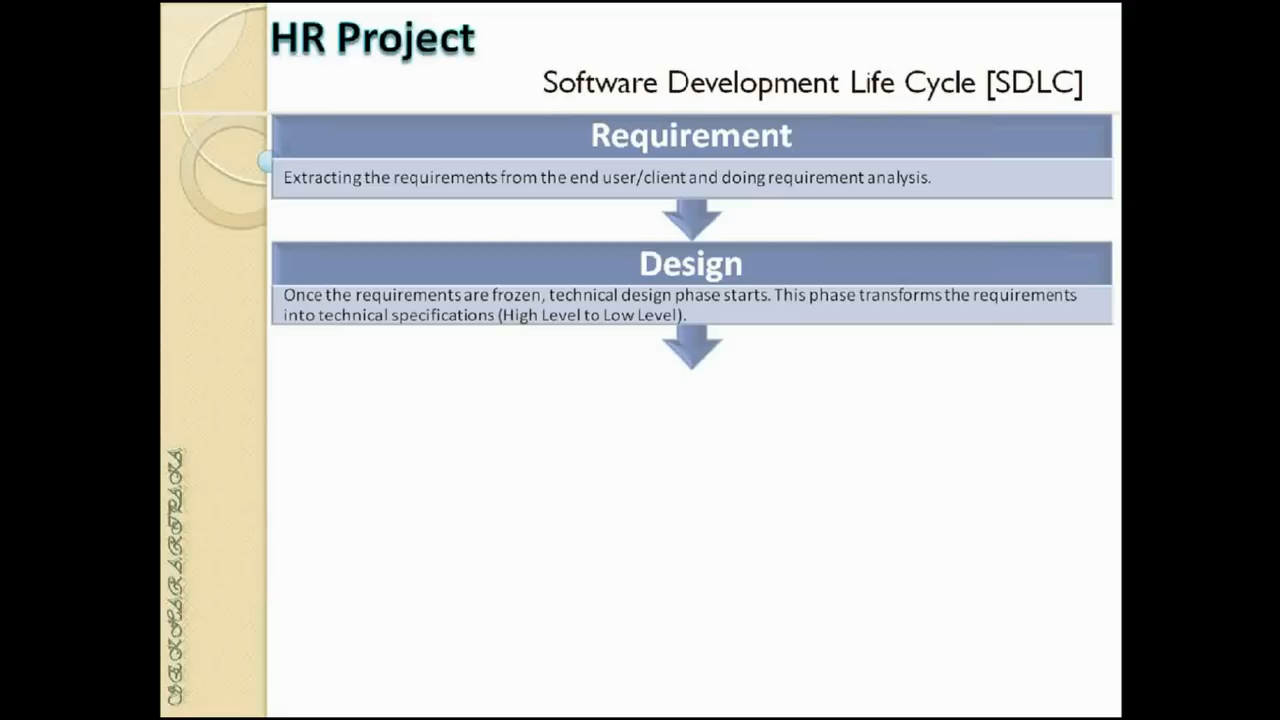 HR Project
Software Development Life Cycle [SDLC]
Requirement
Extracting the requirements from the end user/client and doing requirement analysis.
Design
Once the requirements are frozen, technical design phase starts. This phase transforms the requirements
into technical specifications (High Level to Low Level).